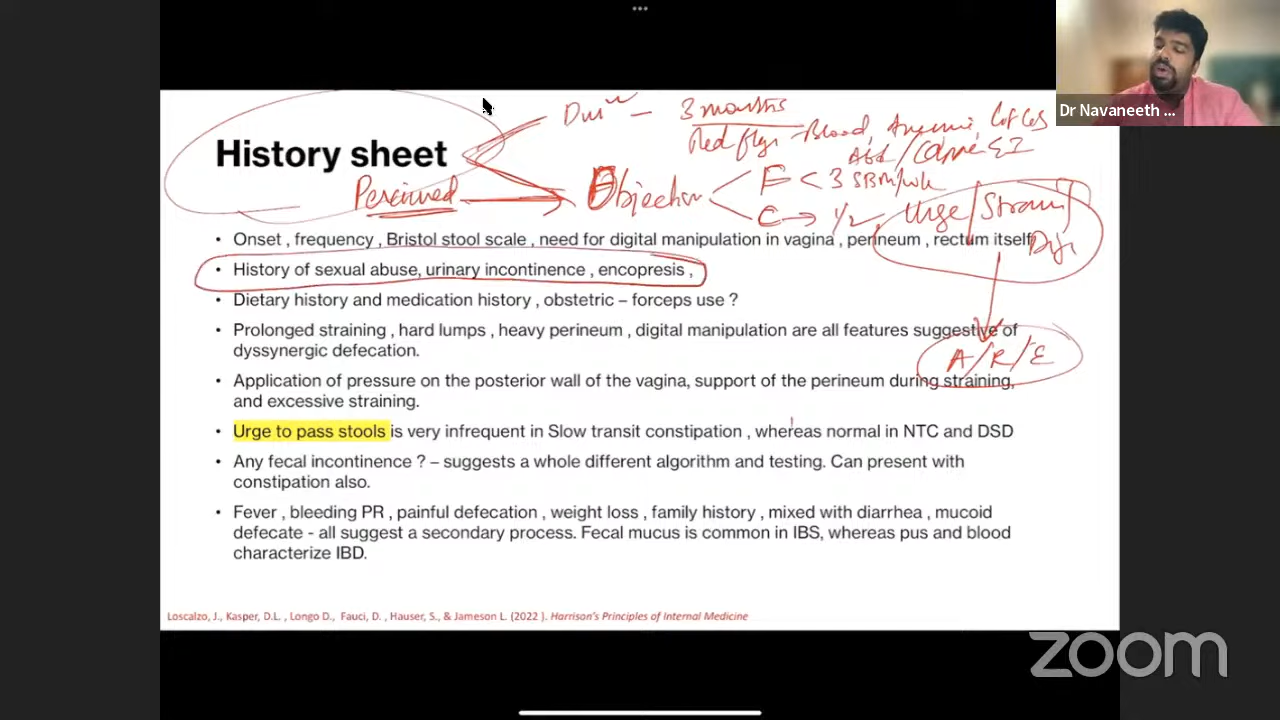 Dr Navaneeth ...
3 months
Red flags - Blood, Anemia,
History sheet
Perceived
F < 3 SBM/wk
C → 1/2 Urge / Strain /
Digi
• Onset , frequency , Bristol stool scale , need for digital manipulation in vagina , perineum , rectum itself
• History of sexual abuse, urinary incontinence , encopresis ,
• Dietary history and medication history , obstetric – forceps use ?
• Prolonged straining , hard lumps , heavy perineum , digital manipulation are all features suggestive of
dyssynergic defecation.
A/R/E
• Application of pressure on the posterior wall of the vagina, support of the perineum during straining,
and excessive straining.
• Urge to pass stools is very infrequent in Slow transit constipation , whereas normal in NTC and DSD
• Any fecal incontinence ? – suggests a whole different algorithm and testing. Can present with
constipation also.
• Fever , bleeding PR , painful defecation , weight loss , family history , mixed with diarrhea , mucoid
defecate - all suggest a secondary process. Fecal mucus is common in IBS, whereas pus and blood
characterize IBD.
Loscalzo, J., Kasper, D.L. , Longo D., Fauci, D. , Hauser, S., & Jameson L. (2022 ). Harrison's Principles of Internal Medicine
zoom